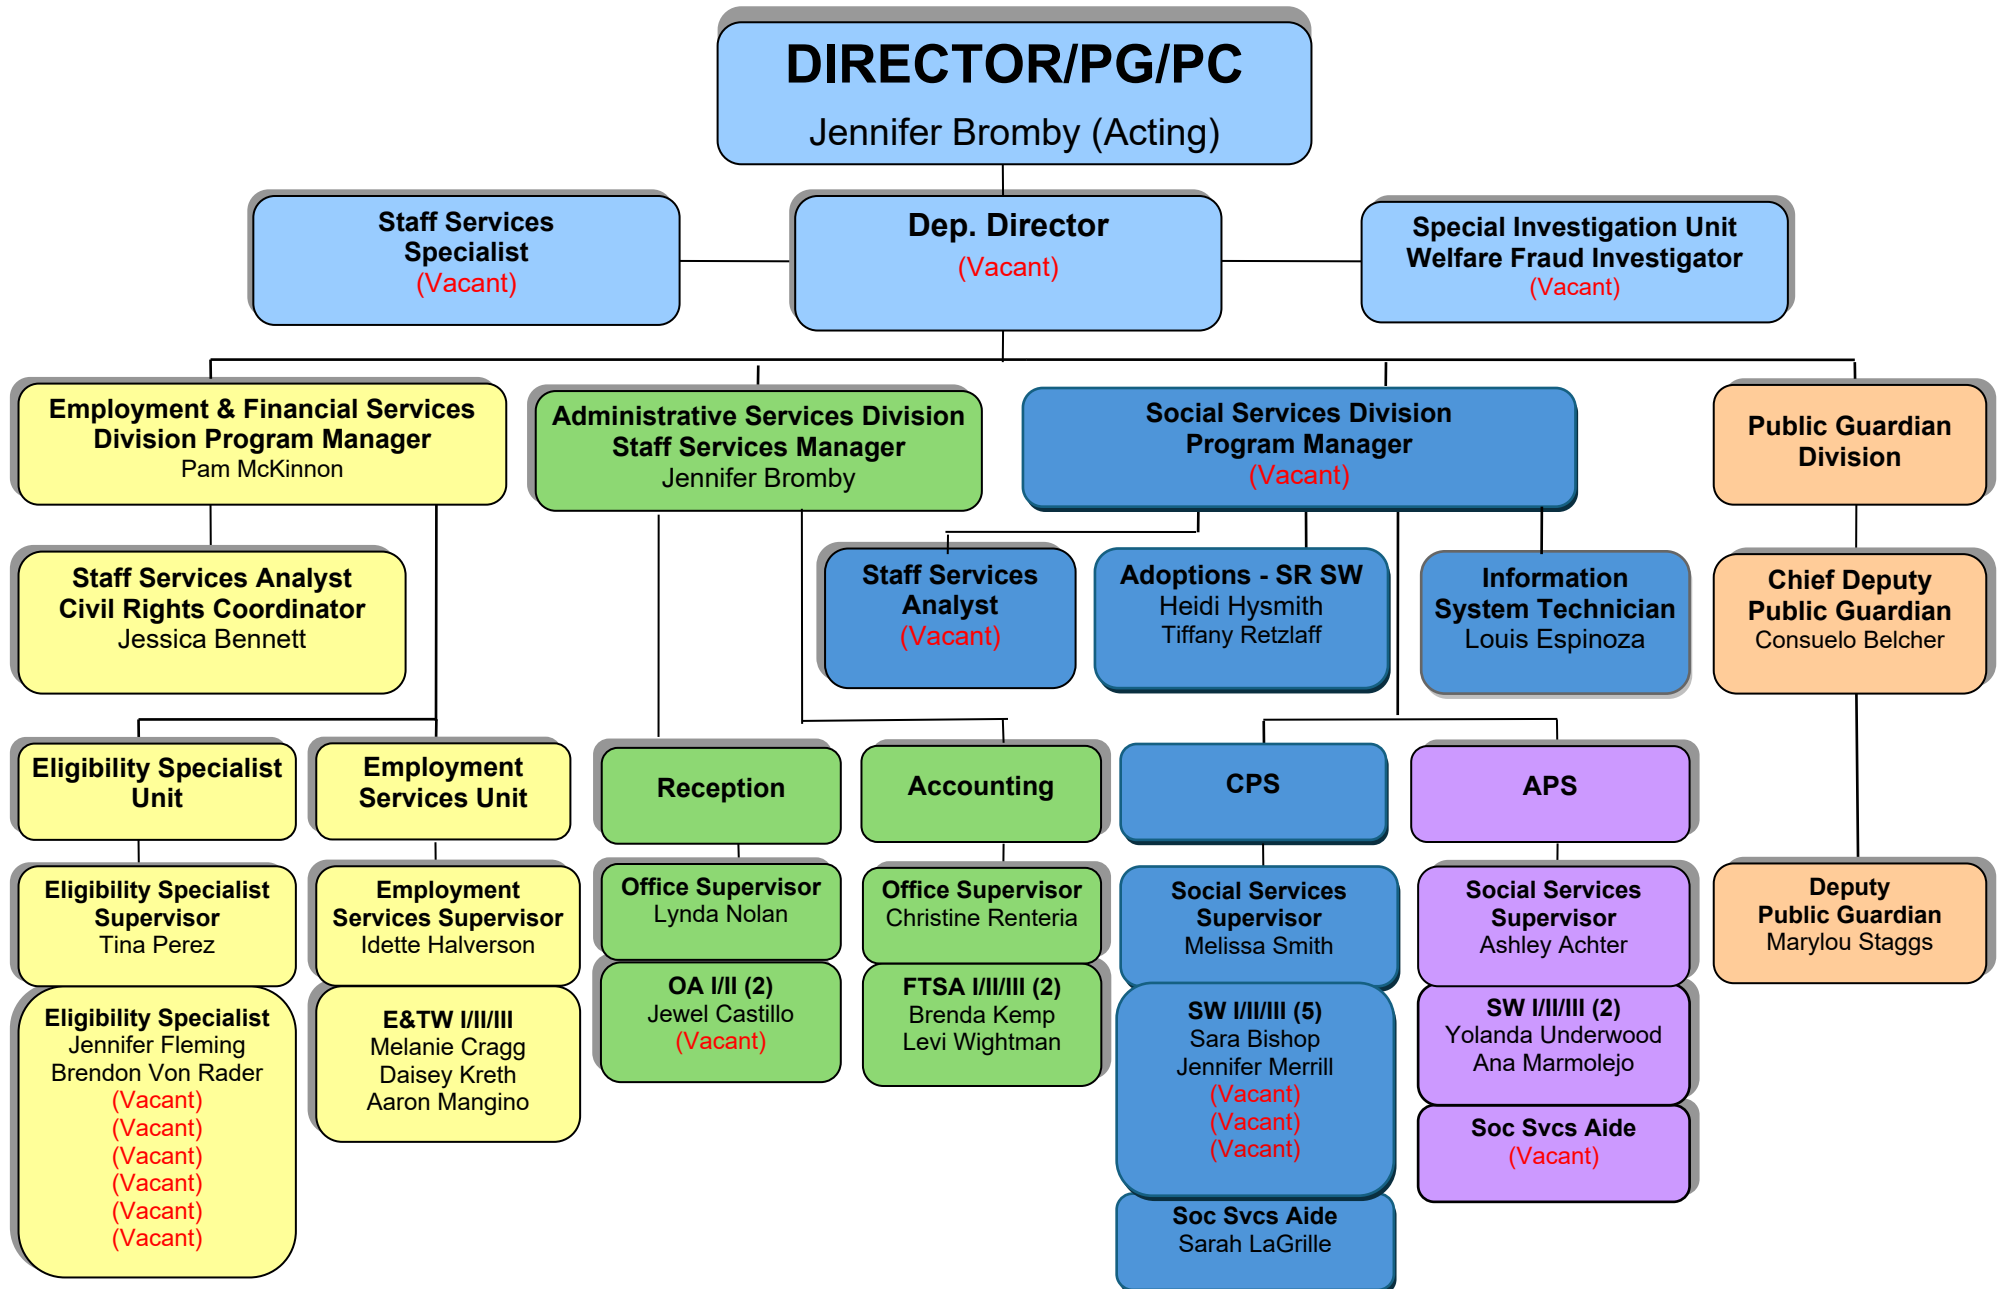 DIRECTOR/PG/PC
Jennifer Bromby (Acting)
Staff Services
Specialist
(Vacant)
Dep. Director
(Vacant)
Special Investigation Unit
Welfare Fraud Investigator
(Vacant)
Employment & Financial Services
Division Program Manager
Pam McKinnon
Administrative Services Division
Staff Services Manager
Jennifer Bromby
Social Services Division
Program Manager
(Vacant)
Public Guardian
Division
Staff Services Analyst
Civil Rights Coordinator
Jessica Bennett
Staff Services
Analyst
(Vacant)
Adoptions - SR SW
Heidi Hysmith
Tiffany Retzlaff
Information
System Technician
Louis Espinoza
Chief Deputy
Public Guardian
Consuelo Belcher
Eligibility Specialist
Unit
Employment
Services Unit
Reception
Accounting
CPS
APS
Eligibility Specialist
Supervisor
Tina Perez
Employment
Services Supervisor
Idette Halverson
Office Supervisor
Lynda Nolan
Office Supervisor
Christine Renteria
Social Services
Supervisor
Melissa Smith
Social Services
Supervisor
Ashley Achter
Deputy
Public Guardian
Marylou Staggs
Eligibility Specialist
Jennifer Fleming
Brendon Von Rader
(Vacant)
(Vacant)
(Vacant)
(Vacant)
(Vacant)
(Vacant)
E&TW I/II/III
Melanie Cragg
Daisey Kreth
Aaron Mangino
OA I/II (2)
Jewel Castillo
(Vacant)
FTSA I/II/III (2)
Brenda Kemp
Levi Wightman
SW I/II/III (5)
Sara Bishop
Jennifer Merrill
(Vacant)
(Vacant)
(Vacant)
SW I/II/III (2)
Yolanda Underwood
Ana Marmolejo
Soc Svcs Aide
(Vacant)
Soc Svcs Aide
Sarah LaGrille